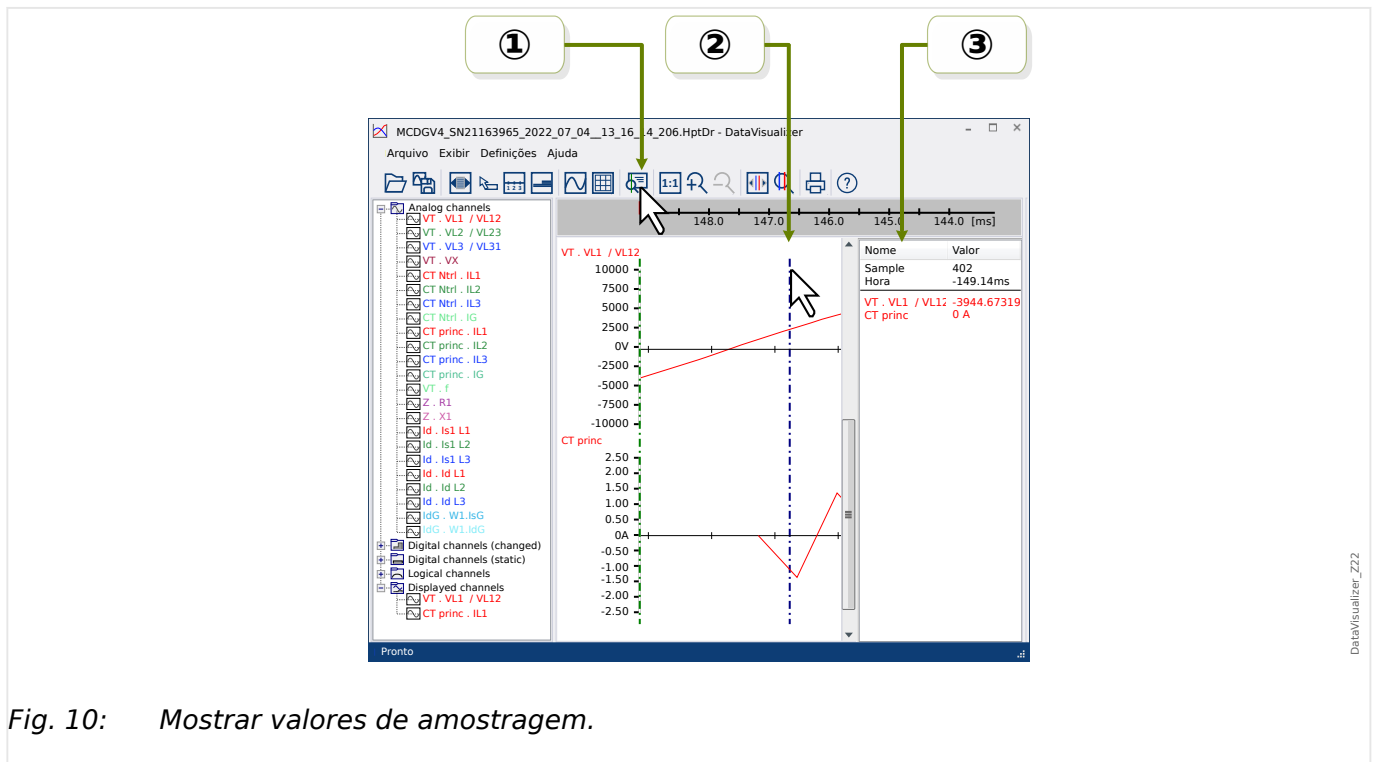 ① ② ③
MCDGV4_SN21163965_2022_07_04__13_16_14_206.HptDr - DataVisualizer
Arquivo Exibir Definições Ajuda
1 2 3
1:1
?
148.0 147.0 146.0 145.0 144.0 [ms]
Analog channels
VT . VL1 / VL12
VT . VL2 / VL23
VT . VL3 / VL31
VT . VX
CT Ntrl . IL1
CT Ntrl . IL2
CT Ntrl . IL3
CT Ntrl . IG
CT princ . IL1
CT princ . IL2
CT princ . IL3
CT princ . IG
VT . f
Z . R1
Z . X1
Id . Is1 L1
Id . Is1 L2
Id . Is1 L3
Id . Id L1
Id . Id L2
Id . Id L3
IdG . W1.IsG
IdG . W1.IdG
Digital channels (changed)
Digital channels (static)
Logical channels
Displayed channels
VT . VL1 / VL12
CT princ . IL1
VT . VL1 / VL12
10000
7500
5000
2500
0V
-2500
-5000
-7500
-10000
CT princ
2.50
2.00
1.50
1.00
0.50
0A
-0.50
-1.00
-1.50
-2.00
-2.50
Nome Valor
Sample 402
Hora -149.14ms
VT . VL1 / VL12 -3944.67319
CT princ 0 A
Pronto
DataVisualizer_Z22
Fig. 10: Mostrar valores de amostragem.